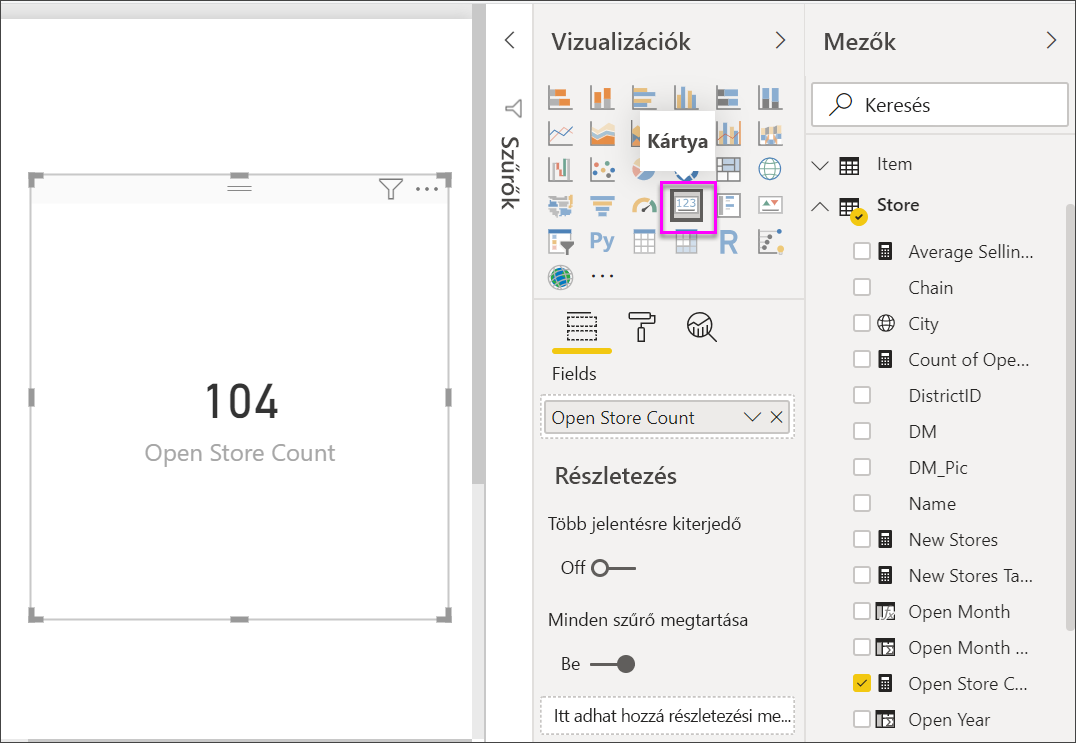 104
Open Store Count
Szűrők
Vizualizációk
Kártya
123
Py
R
Fields
Open Store Count
Részletezés
Több jelentésre kiterjedő
Off
Minden szűrő megtartása
Be
Itt adhat hozzá részletezési me...
Mezők
Keresés
Item
Store
Average Sellin...
Chain
City
Count of Ope...
DistrictID
DM
DM_Pic
Name
New Stores
New Stores Ta...
Open Month
Open Month ...
Open Store C...
Open Year